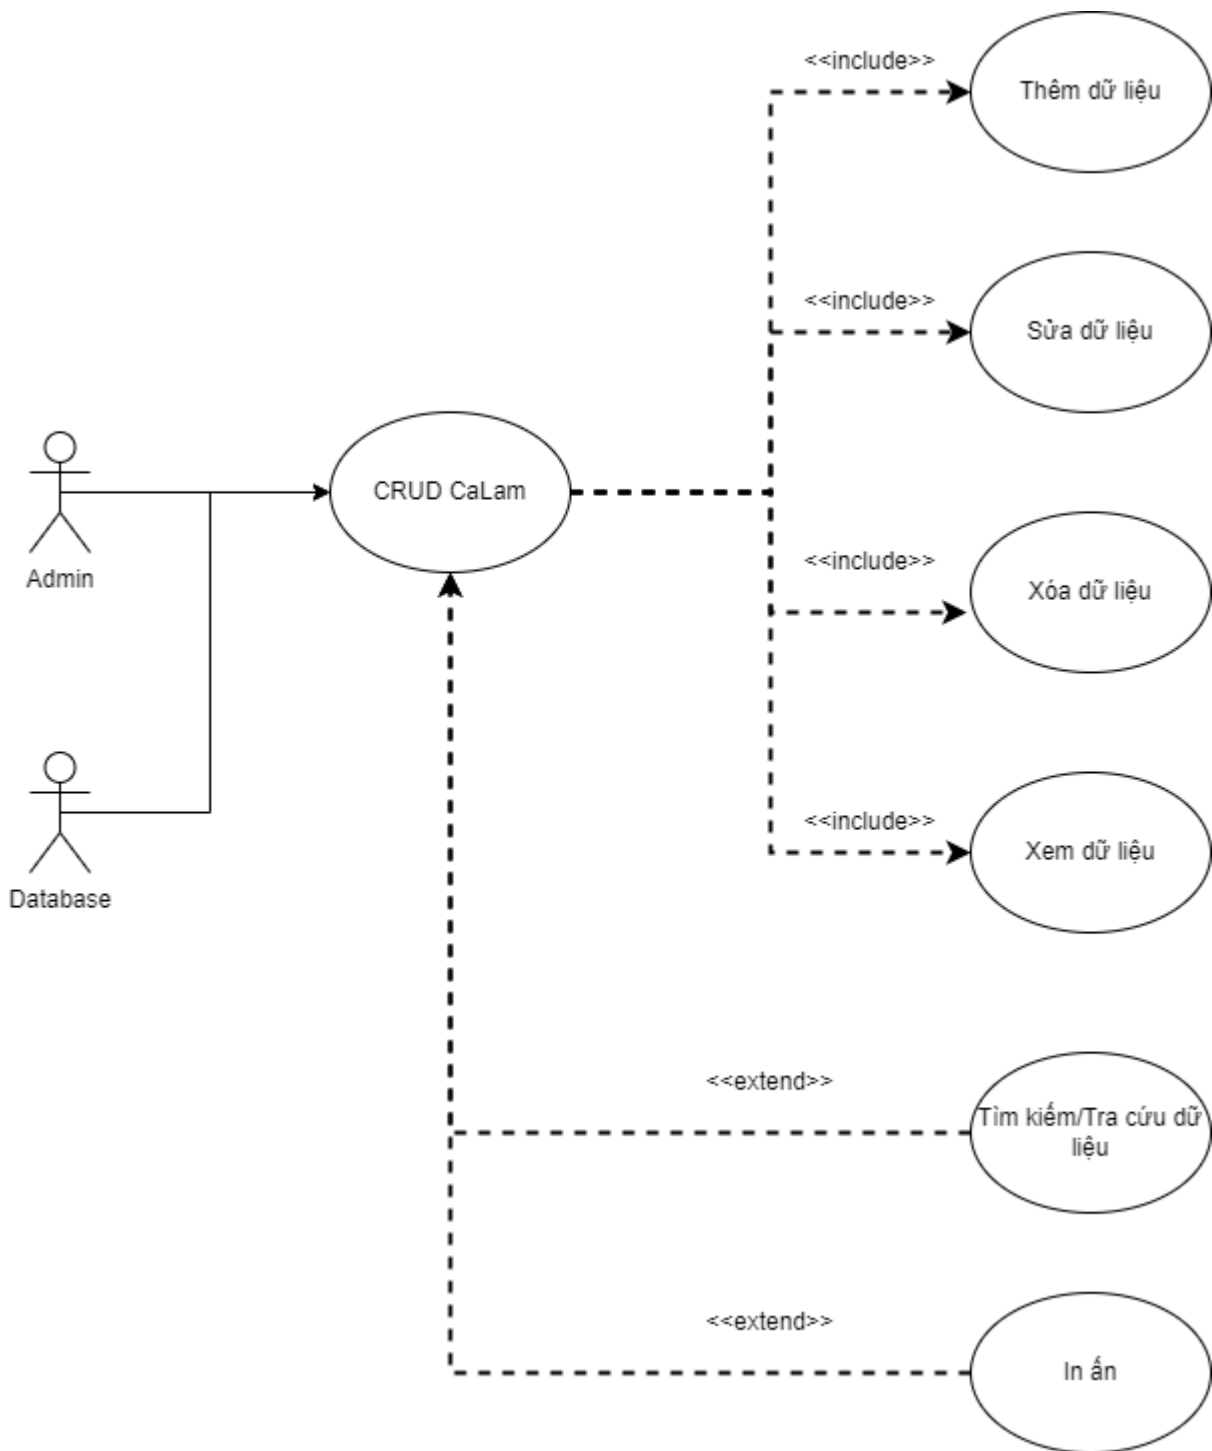 <<include>>
Thêm dữ liệu
<<include>>
Sửa dữ liệu
CRUD CaLam
Admin
<<include>>
Xóa dữ liệu
<<include>>
Xem dữ liệu
Database
<<extend>>
Tìm kiếm/Tra cứu dữ
liệu
<<extend>>
In ấn